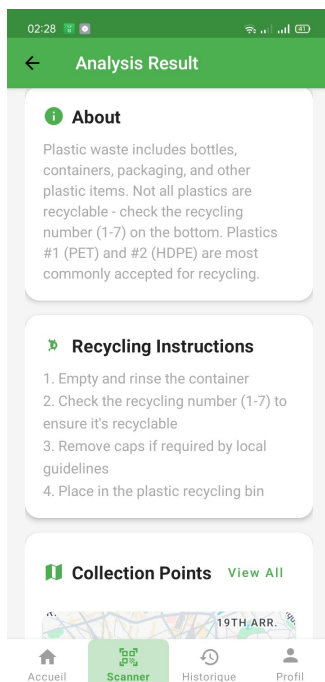 02:28
41
Analysis Result
About
Plastic waste includes bottles,
containers, packaging, and other
plastic items. Not all plastics are
recyclable - check the recycling
number (1-7) on the bottom. Plastics
#1 (PET) and #2 (HDPE) are most
commonly accepted for recycling.
Recycling Instructions
1. Empty and rinse the container
2. Check the recycling number (1-7) to
ensure it's recyclable
3. Remove caps if required by local
guidelines
4. Place in the plastic recycling bin
Collection Points View All
19TH ARR.
Accueil Scanner Historique Profil